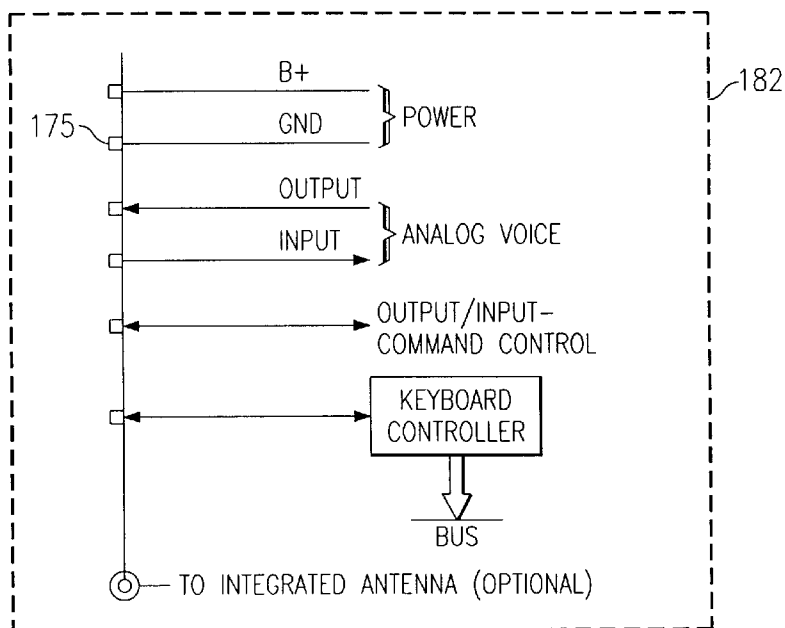 B+
182
175
GND
POWER
OUTPUT
ANALOG VOICE
INPUT
OUTPUT/INPUT-
COMMAND CONTROL
KEYBOARD
CONTROLLER
BUS
TO INTEGRATED ANTENNA (OPTIONAL)